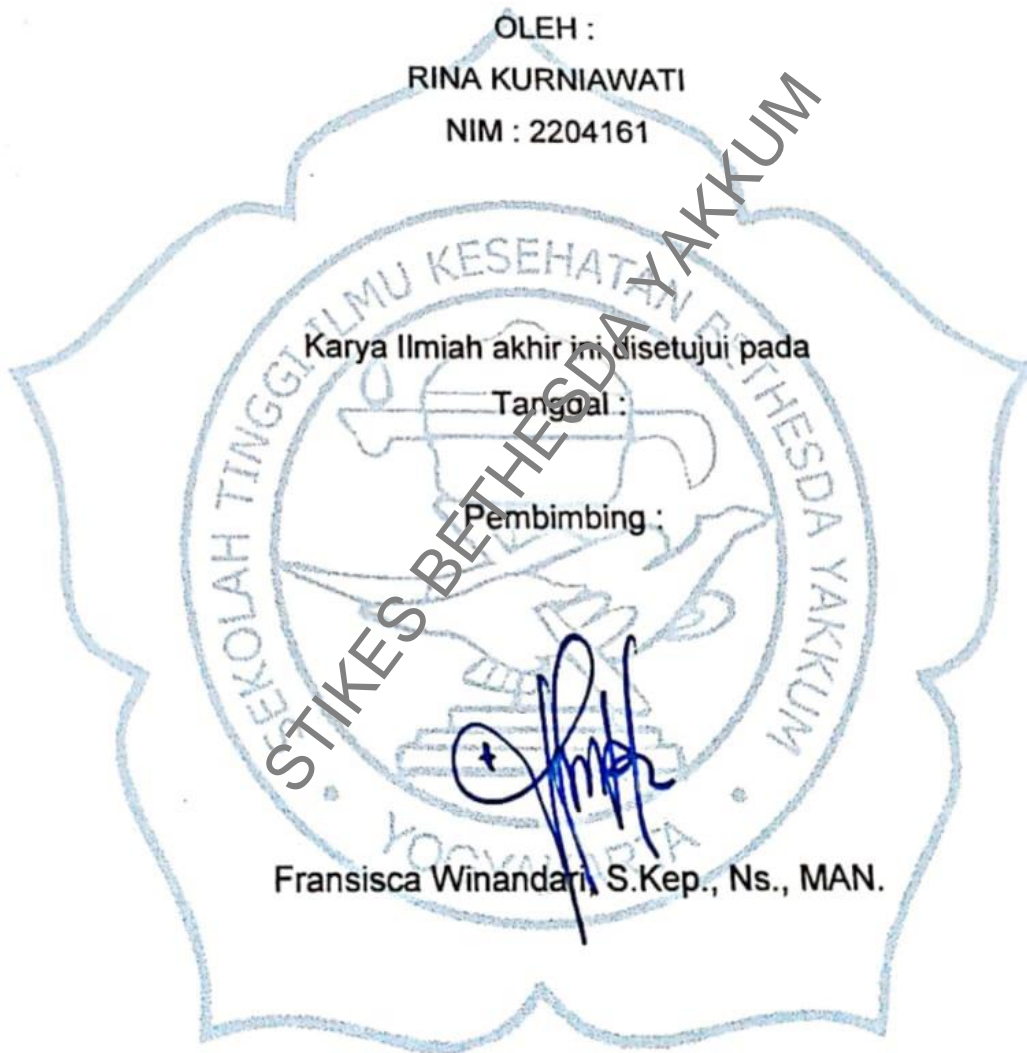 OLEH :
RINA KURNIAWATI
NIM : 2204161
SEKOLAH TINGGI ILMU KESEHATAN BETHESDA YAKKUM
Karya Ilmiah akhir ini disetujui pada
Tanggal :
Pembimbing :
STIKES BETHESDA YAKKUM
YOGYAKARTA
Fransisca Winandari, S.Kep., Ns., MAN.